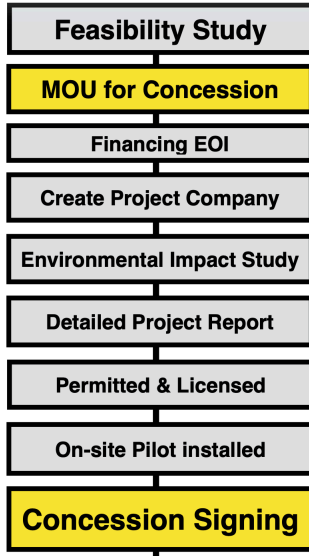 Feasibility Study
MOU for Concession
Financing EOI
Create Project Company
Environmental Impact Study
Detailed Project Report
Permitted & Licensed
On-site Pilot installed
Concession Signing